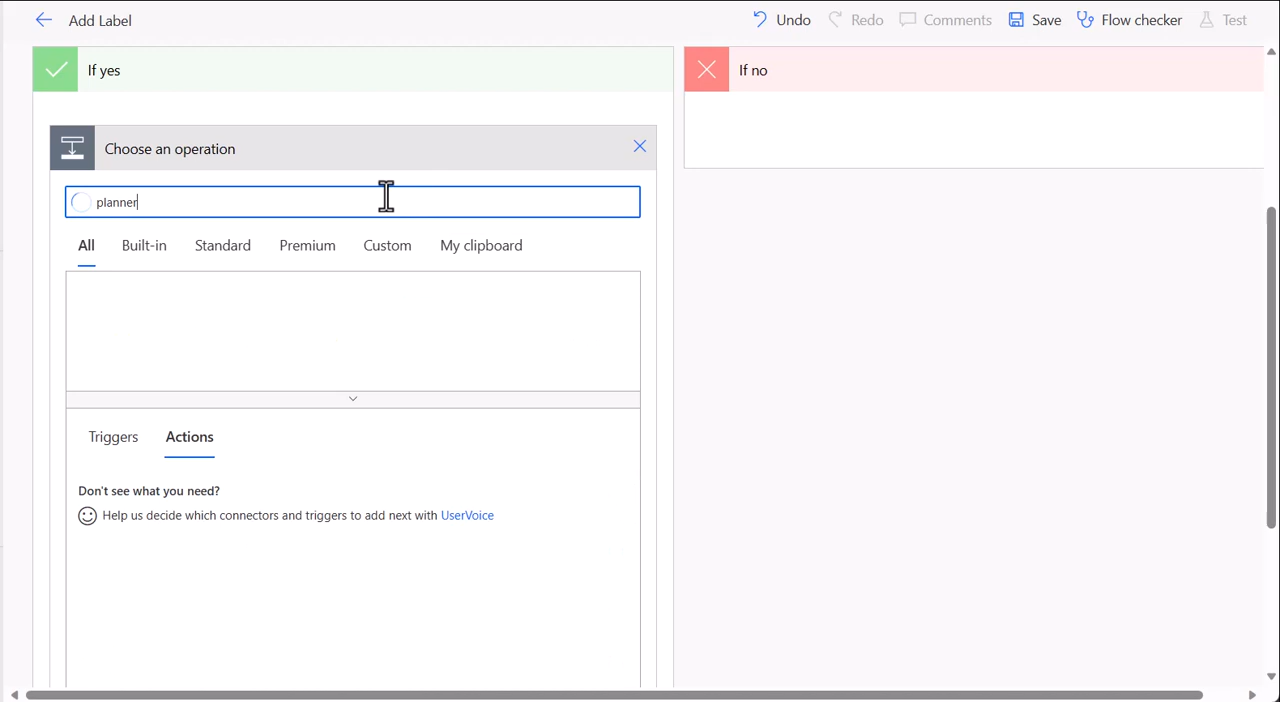 Add Label
Undo Redo Comments Save Flow checker Test
If yes
If no
Choose an operation
planner
All Built-in Standard Premium Custom My clipboard
Triggers Actions
Don't see what you need?
Help us decide which connectors and triggers to add next with UserVoice